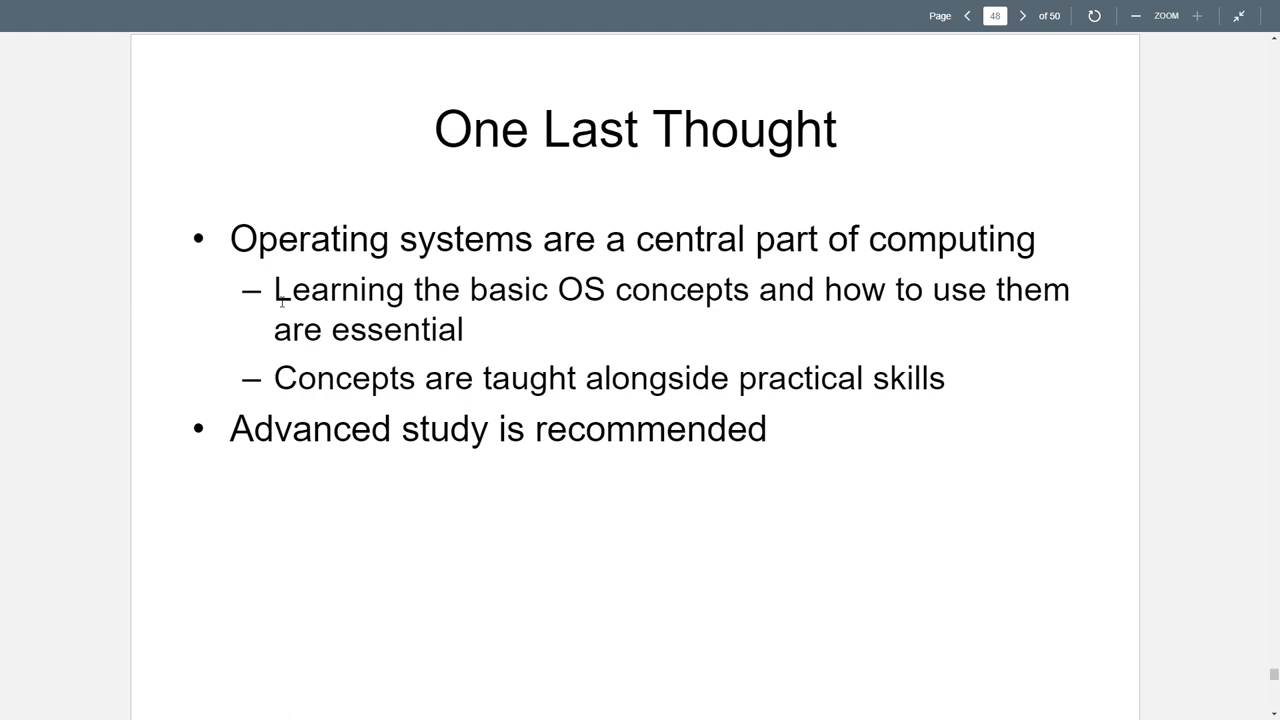 Page 48 of 50 ZOOM
One Last Thought
• Operating systems are a central part of computing
– Learning the basic OS concepts and how to use them
are essential
– Concepts are taught alongside practical skills
• Advanced study is recommended